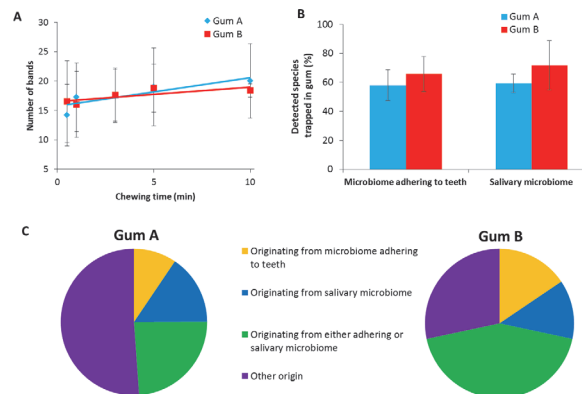 A
Gum A
Gum B
30
25
20
15
10
5
0
5
10
Number of bands
Chewing time (min)
B
Gum A
Gum B
100
80
60
40
20
0
Detected species
trapped in gum (%)
Microbiome adhering to teeth
Salivary microbiome
C
Gum A
Gum B
Originating from microbiome adhering
to teeth
Originating from salivary microbiome
Originating from either adhering or
salivary microbiome
Other origin